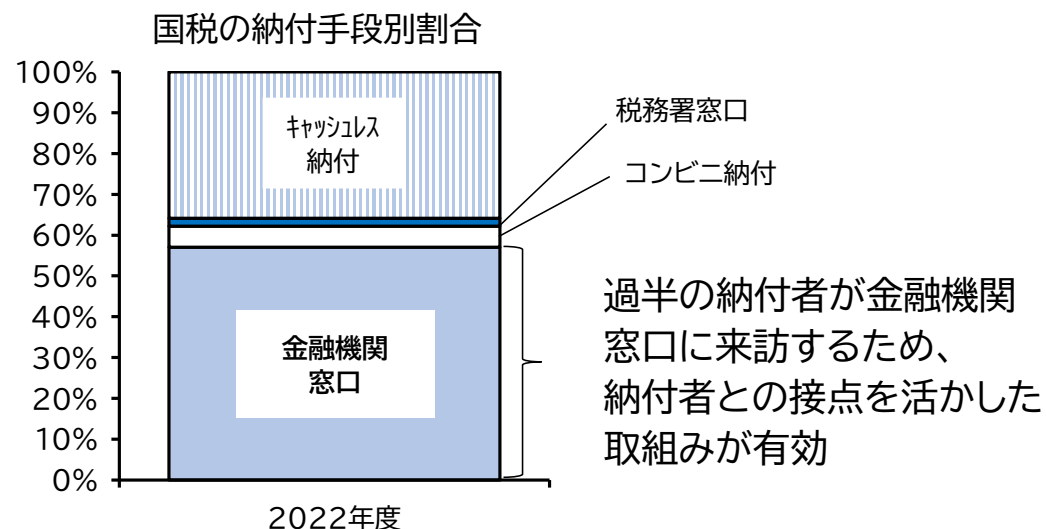 国税の納付手段別割合
100%
90%
80%
70%
60%
50%
40%
30%
20%
10%
0%
ｷｬｯｼｭﾚｽ
納付
金融機関
窓口
2022年度
税務署窓口
コンビニ納付
過半の納付者が金融機関
窓口に来訪するため、
納付者との接点を活かした
取組みが有効